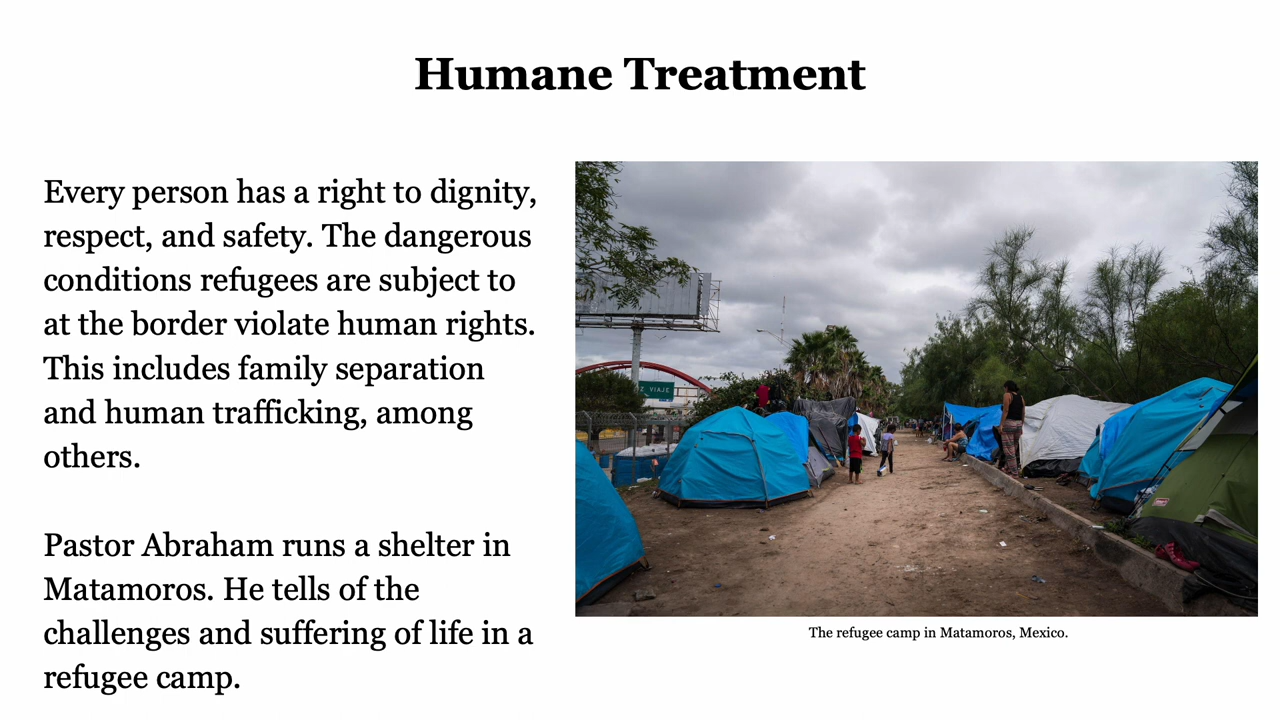 Humane Treatment
Every person has a right to dignity,
respect, and safety. The dangerous
conditions refugees are subject to
at the border violate human rights.
This includes family separation
and human trafficking, among
others.
Pastor Abraham runs a shelter in
Matamoros. He tells of the
challenges and suffering of life in a
refugee camp.
VIAJE
The refugee camp in Matamoros, Mexico.